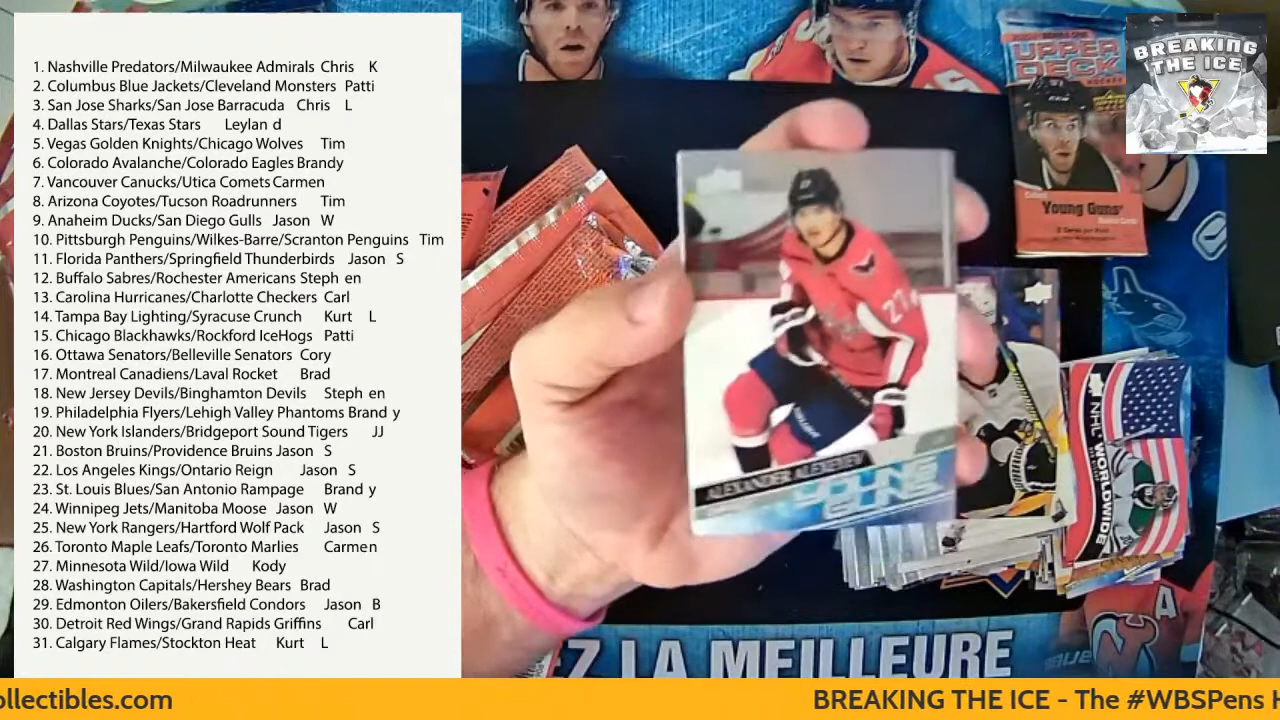 1. Nashville Predators/Milwaukee Admirals Chris K
2. Columbus Blue Jackets/Cleveland Monsters Patti
3. San Jose Sharks/San Jose Barracuda Chris L
4. Dallas Stars/Texas Stars Leylan d
5. Vegas Golden Knights/Chicago Wolves Tim
6. Colorado Avalanche/Colorado Eagles Brandy
7. Vancouver Canucks/Utica Comets Carmen
8. Arizona Coyotes/Tucson Roadrunners Tim
9. Anaheim Ducks/San Diego Gulls Jason W
10. Pittsburgh Penguins/Wilkes-Barre/Scranton Penguins Tim
11. Florida Panthers/Springfield Thunderbirds Jason S
12. Buffalo Sabres/Rochester Americans Steph en
13. Carolina Hurricanes/Charlotte Checkers Carl
14. Tampa Bay Lighting/Syracuse Crunch Kurt L
15. Chicago Blackhawks/Rockford IceHogs Patti
16. Ottawa Senators/Belleville Senators Cory
17. Montreal Canadiens/Laval Rocket Brad
18. New Jersey Devils/Binghamton Devils Steph en
19. Philadelphia Flyers/Lehigh Valley Phantoms Brand y
20. New York Islanders/Bridgeport Sound Tigers JJ
21. Boston Bruins/Providence Bruins Jason S
22. Los Angeles Kings/Ontario Reign Jason S
23. St. Louis Blues/San Antonio Rampage Brand y
24. Winnipeg Jets/Manitoba Moose Jason W
25. New York Rangers/Hartford Wolf Pack Jason S
26. Toronto Maple Leafs/Toronto Marlies Carmen
27. Minnesota Wild/Iowa Wild Kody
28. Washington Capitals/Hershey Bears Brad
29. Edmonton Oilers/Bakersfield Condors Jason B
30. Detroit Red Wings/Grand Rapids Griffins Carl
31. Calgary Flames/Stockton Heat Kurt L
UPPER
DECK
Young Guns
BREAKING
THE ICE
27
ALEXANDER ALEXEYEV
YOUNG
GUNS
NHL WORLDWIDE
A
EZ LA MEILLEURE
ollectibles.com
BREAKING THE ICE - The #WBSPens H